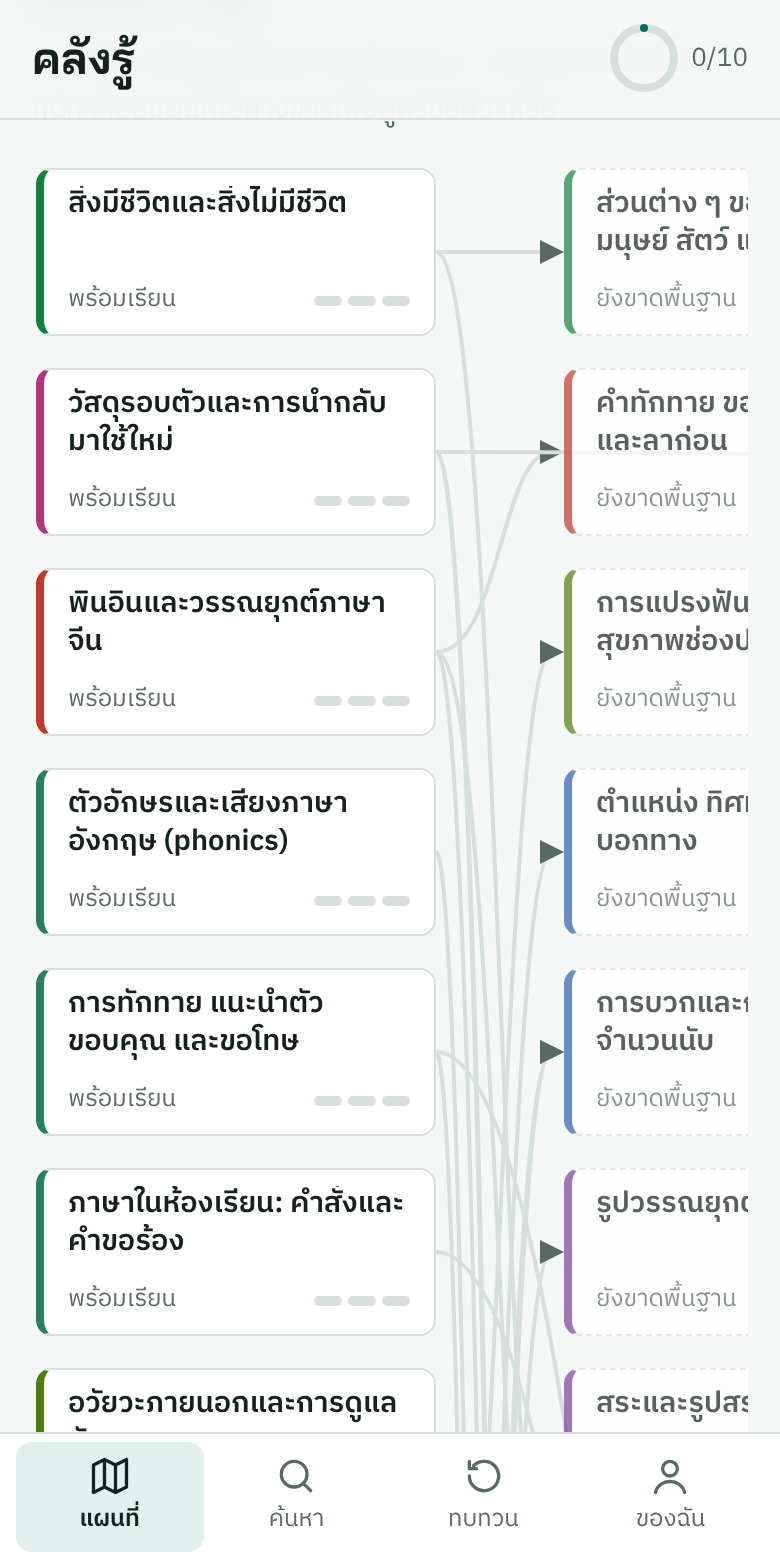 คลังรู้
0/10
สิ่งมีชีวิตและสิ่งไม่มีชีวิต
พร้อมเรียน
ส่วนต่าง ๆ
มนุษย์ สัตว์
ยังขาดพื้นฐาน
วัสดุรอบตัวและการนำกลับ
มาใช้ใหม่
พร้อมเรียน
คำทักทาย
และลาก่อน
ยังขาดพื้นฐาน
พินอินและวรรณยุกต์ภาษา
จีน
พร้อมเรียน
การแปรงฟัน
สุขภาพช่อง
ยังขาดพื้นฐาน
ตัวอักษรและเสียงภาษา
อังกฤษ (phonics)
พร้อมเรียน
ตำแหน่ง
บอกทาง
ยังขาดพื้นฐาน
การทักทาย แนะนำตัว
ขอบคุณ และขอโทษ
พร้อมเรียน
การบวกและ
จำนวนนับ
ยังขาดพื้นฐาน
ภาษาในห้องเรียน: คำสั่งและ
คำขอร้อง
พร้อมเรียน
รูปวรรณยุกต์
ยังขาดพื้นฐาน
อวัยวะภายนอกและการดูแล
สระและรูป
แผนที่
ค้นหา
ทบทวน
ของฉัน